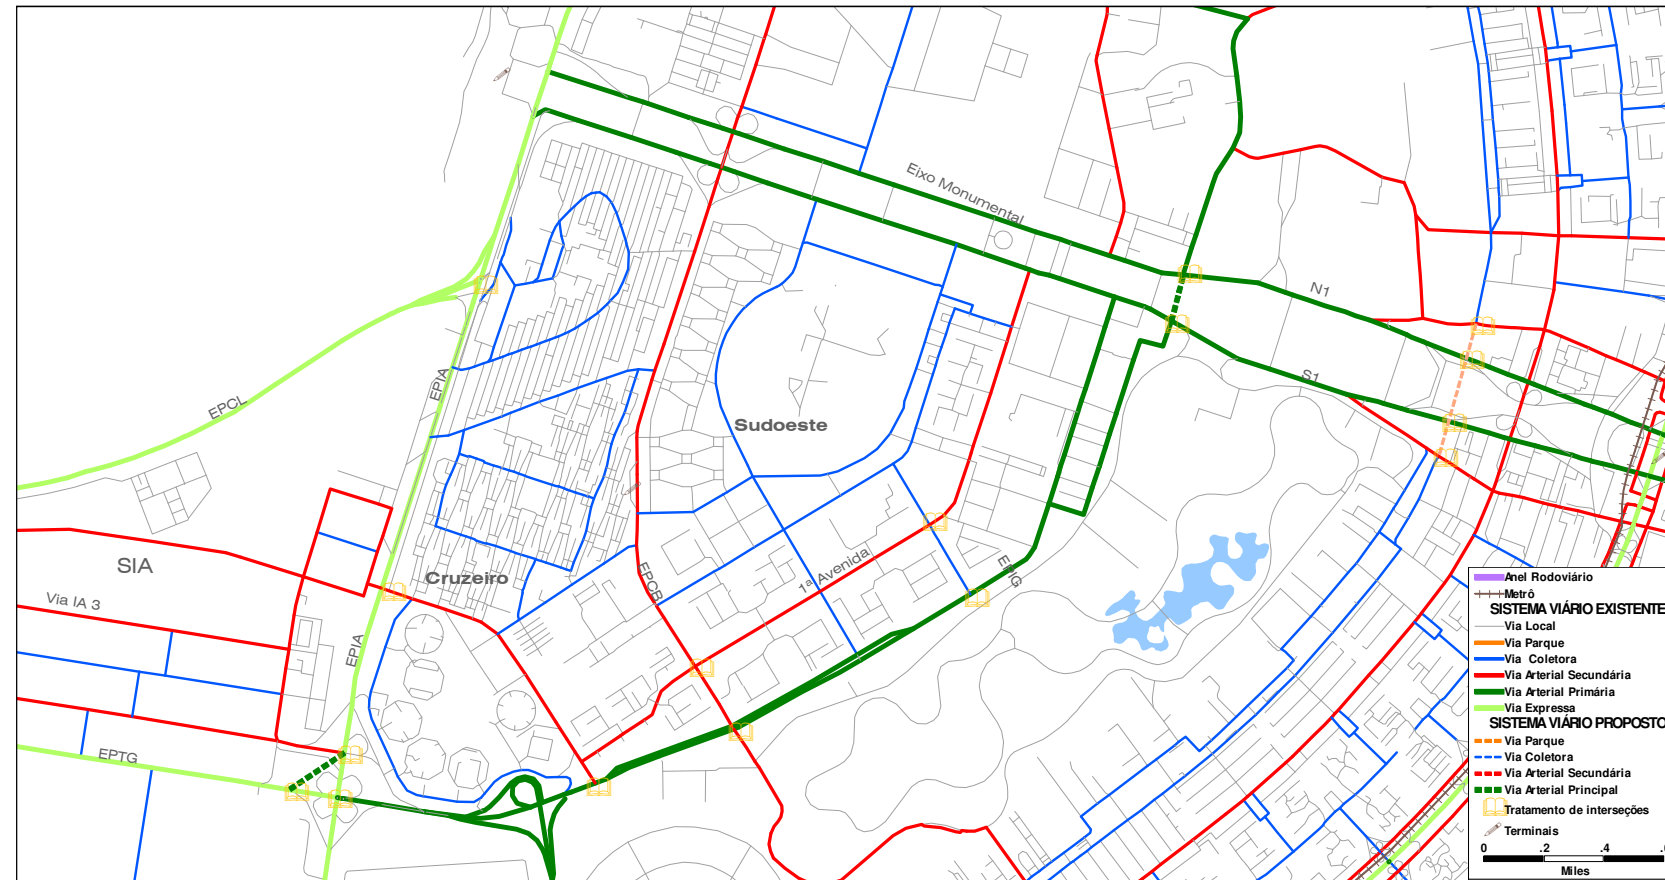 Eixo Monumental
N1
S1
EPIA
EPCL
Sudoeste
SIA
Cruzeiro
EPCB
1ª Avenida
EMIG
Via IA 3
EPIA
EPTG
Anel Rodoviário
Metrô
SISTEMA VIÁRIO EXISTENTE
Via Local
Via Parque
Via Coletora
Via Arterial Secundária
Via Arterial Primária
Via Expressa
SISTEMA VIÁRIO PROPOSTO
Via Parque
Via Coletora
Via Arterial Secundária
Via Arterial Principal
Tratamento de interseções
Terminais
0 .2 .4
Miles